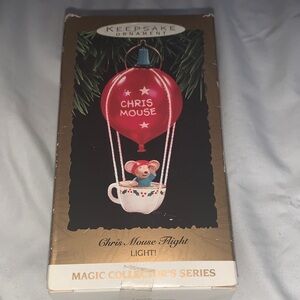 KEEPSAKE
ORNAMENT
CHRIS
MOUSE
Chris Mouse Flight
LIGHT!
MAGIC COLLECTOR'S SERIES